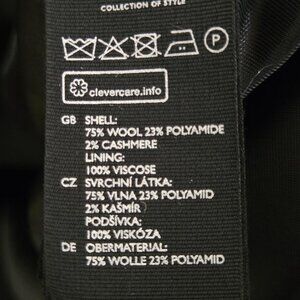 COLLECTION OF STYLE
P
clevercare.info
GB SHELL:
75% WOOL 23% POLYAMIDE
2% CASHMERE
LINING:
100% VISCOSE
CZ SVRCHNÍ LÁTKA:
75% VLNA 23% POLYAMID
2% KAŠMÍR
PODŠÍVKA:
100% VISKÓZA
DE OBERMATERIAL:
75% WOLLE 23% POLYAMID